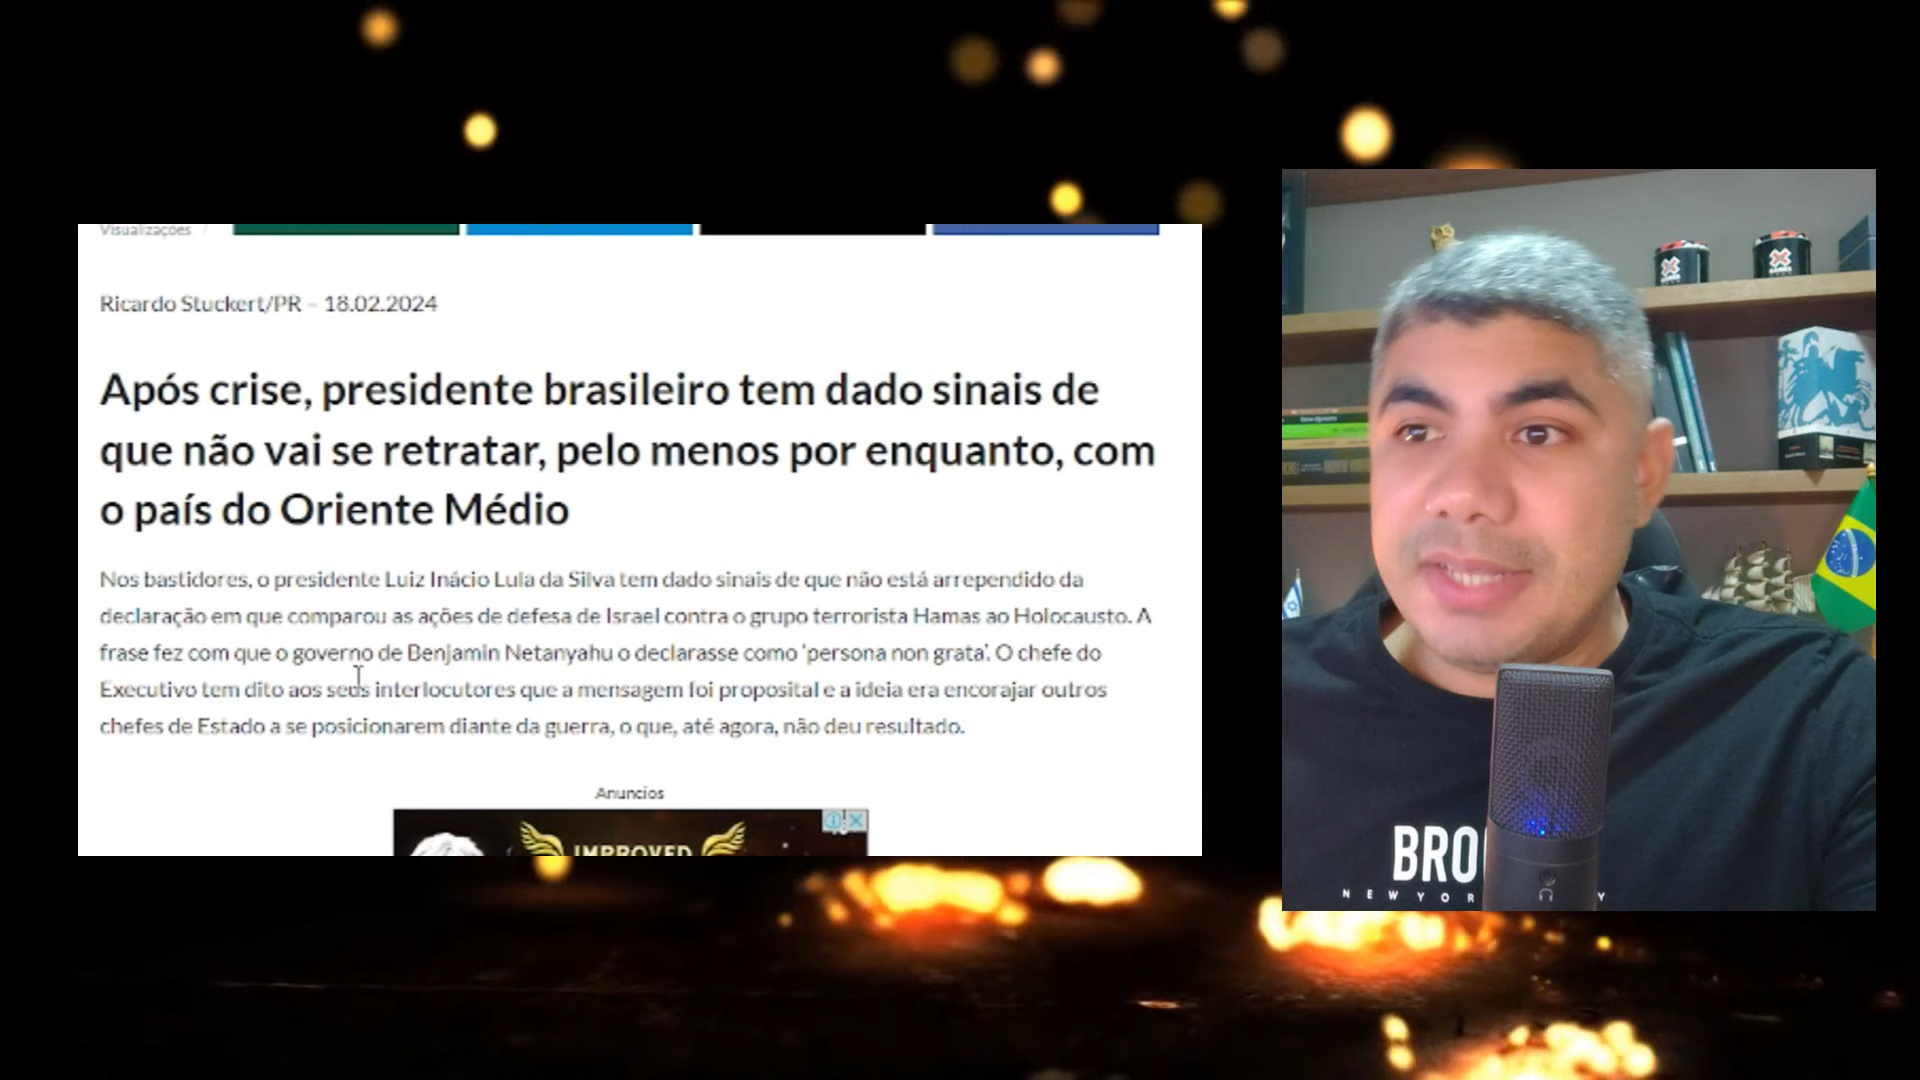 Visualizações
Ricardo Stuckert/PR – 18.02.2024
Após crise, presidente brasileiro tem dado sinais de
que não vai se retratar, pelo menos por enquanto, com
o país do Oriente Médio
Nos bastidores, o presidente Luiz Inácio Lula da Silva tem dado sinais de que não está arrependido da
declaração em que comparou as ações de defesa de Israel contra o grupo terrorista Hamas ao Holocausto. A
frase fez com que o governo de Benjamin Netanyahu o declarasse como ‘persona non grata’. O chefe do
Executivo tem dito aos seus interlocutores que a mensagem foi proposital e a ideia era encorajar outros
chefes de Estado a se posicionarem diante da guerra, o que, até agora, não deu resultado.
Anuncios
IMPROVED
BRO
NEW YOR Y